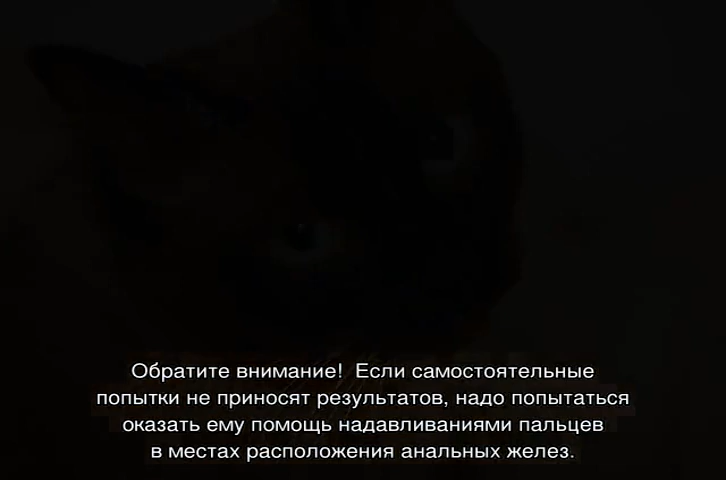 Обратите внимание!  Если самостоятельные
попытки не приносят результатов, надо попытаться
оказать ему помощь надавливаниями пальцев
в местах расположения анальных желез.